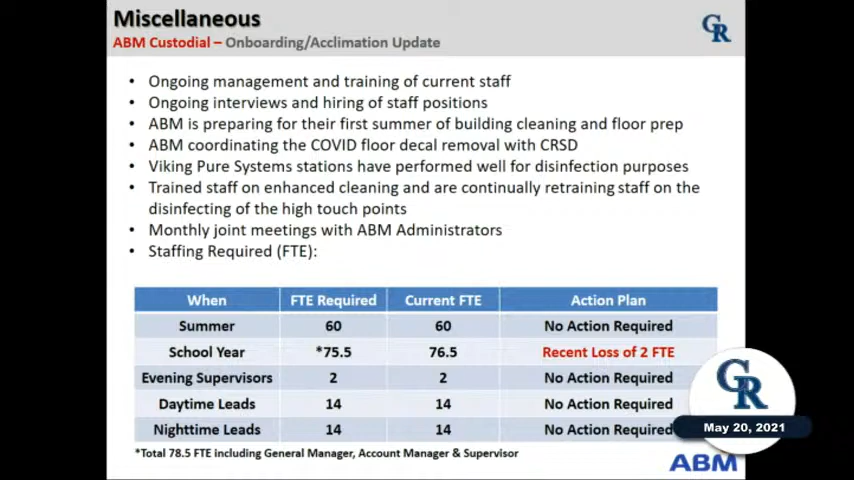 Miscellaneous
ABM Custodial – Onboarding/Acclimation Update
GR
• Ongoing management and training of current staff
• Ongoing interviews and hiring of staff positions
• ABM is preparing for their first summer of building cleaning and floor prep
• ABM coordinating the COVID floor decal removal with CRSD
• Viking Pure Systems stations have performed well for disinfection purposes
• Trained staff on enhanced cleaning and are continually retraining staff on the
disinfecting of the high touch points
• Monthly joint meetings with ABM Administrators
• Staffing Required (FTE):
When FTE Required Current FTE Action Plan
Summer 60 60 No Action Required
School Year *75.5 76.5 Recent Loss of 2 FTE
Evening Supervisors 2 2 No Action Required
Daytime Leads 14 14 No Action Required
Nighttime Leads 14 14 No Action Required
GR
May 20, 2021
*Total 78.5 FTE including General Manager, Account Manager & Supervisor
ABM